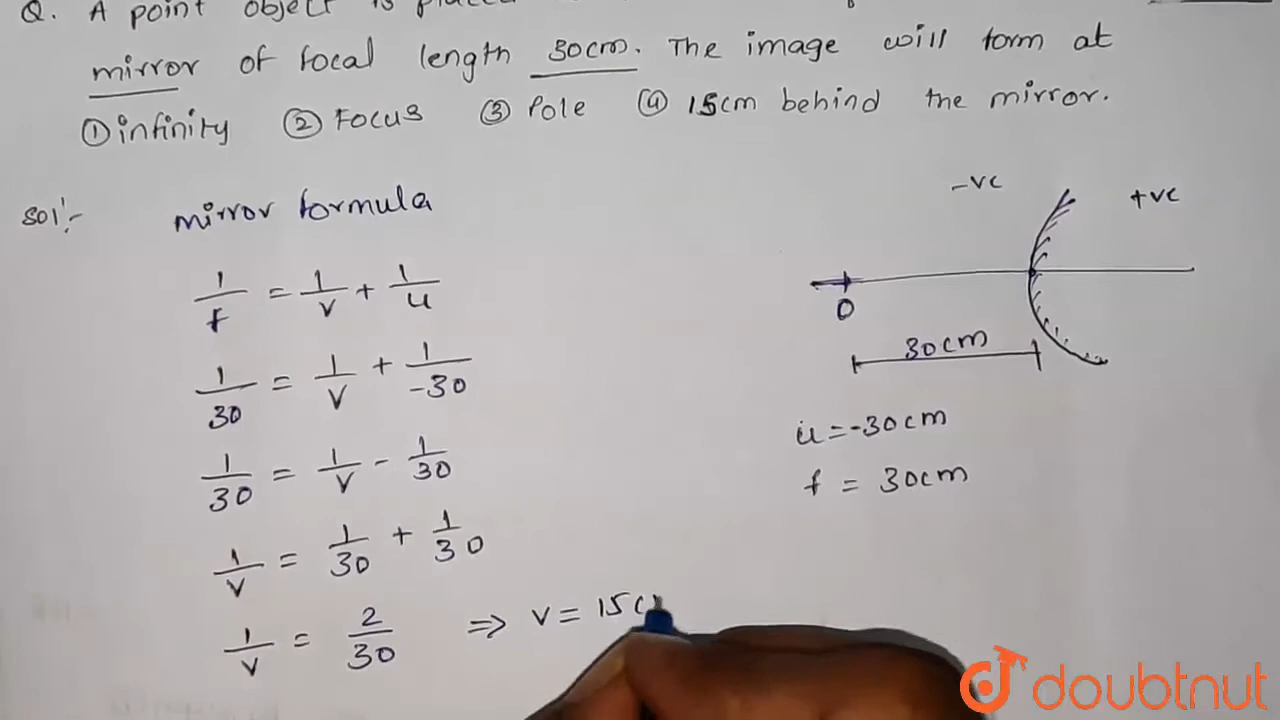 Q. A point object is placed
mirror of focal length 30cm. The image will form at
① infinity ② Focus ③ Pole ④ 15cm behind the mirror.
Sol:- mirror formula
1/f = 1/v + 1/u
1/30 = 1/v + 1/-30
1/30 = 1/v - 1/30
1/v = 1/30 + 1/30
1/v = 2/30 ⇒ v = 15c
-ve
+ve
O
30cm
u = -30cm
f = 30cm
doubtnut